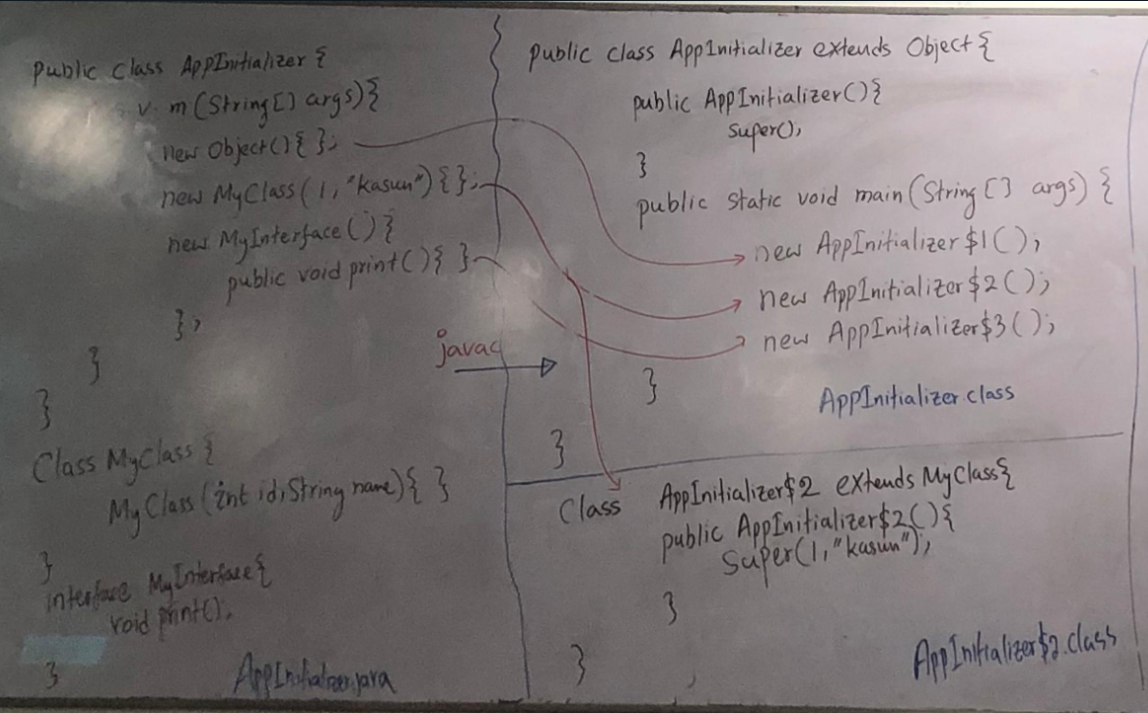 public class AppInitializer {
v. m (String[] args) {
new Object() { };
new MyClass(1,"kasun") { };
new MyInterface() {
public void print() { }
};
}
}
Class MyClass {
MyClass (int id, String name) { }
}
interface MyInterface {
void print();
}
AppInitializer.java
javac
public class AppInitializer extends Object {
public AppInitializer() {
super();
}
public static void main (String [] args) {
new AppInitializer$1();
new AppInitializer$2();
new AppInitializer$3();
}
AppInitializer.class
}
Class AppInitializer$2 extends MyClass {
public AppInitializer$2() {
Super(1,"kasun");
}
}
AppInitializer$2.class